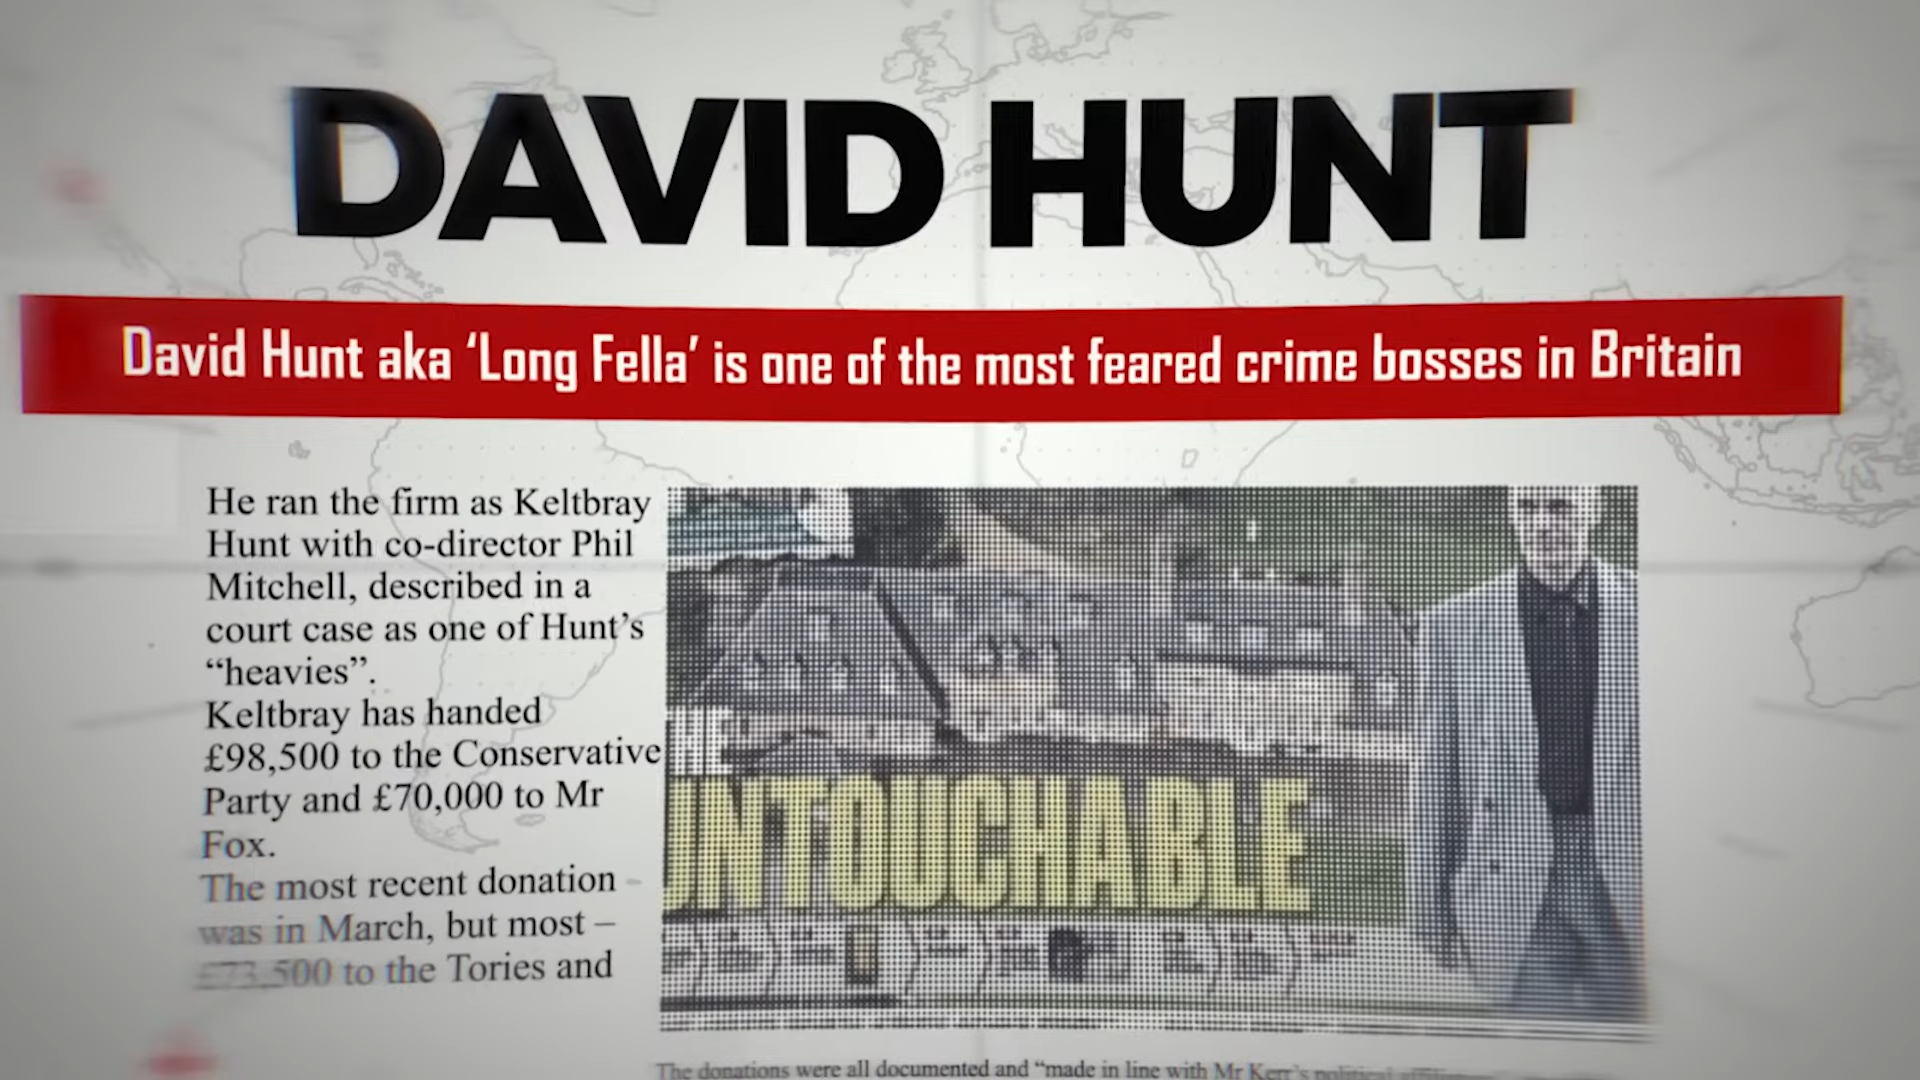 DAVID HUNT
David Hunt aka ‘Long Fella’ is one of the most feared crime bosses in Britain
He ran the firm as Keltbray
Hunt with co-director Phil
Mitchell, described in a
court case as one of Hunt’s
“heavies”.
Keltbray has handed
£98,500 to the Conservative
Party and £70,000 to Mr
Fox.
The most recent donation
was in March, but most –
£73,500 to the Tories and
THE
UNTOUCHABLE
The donations were all documented and “made in line with Mr Kerr’s political